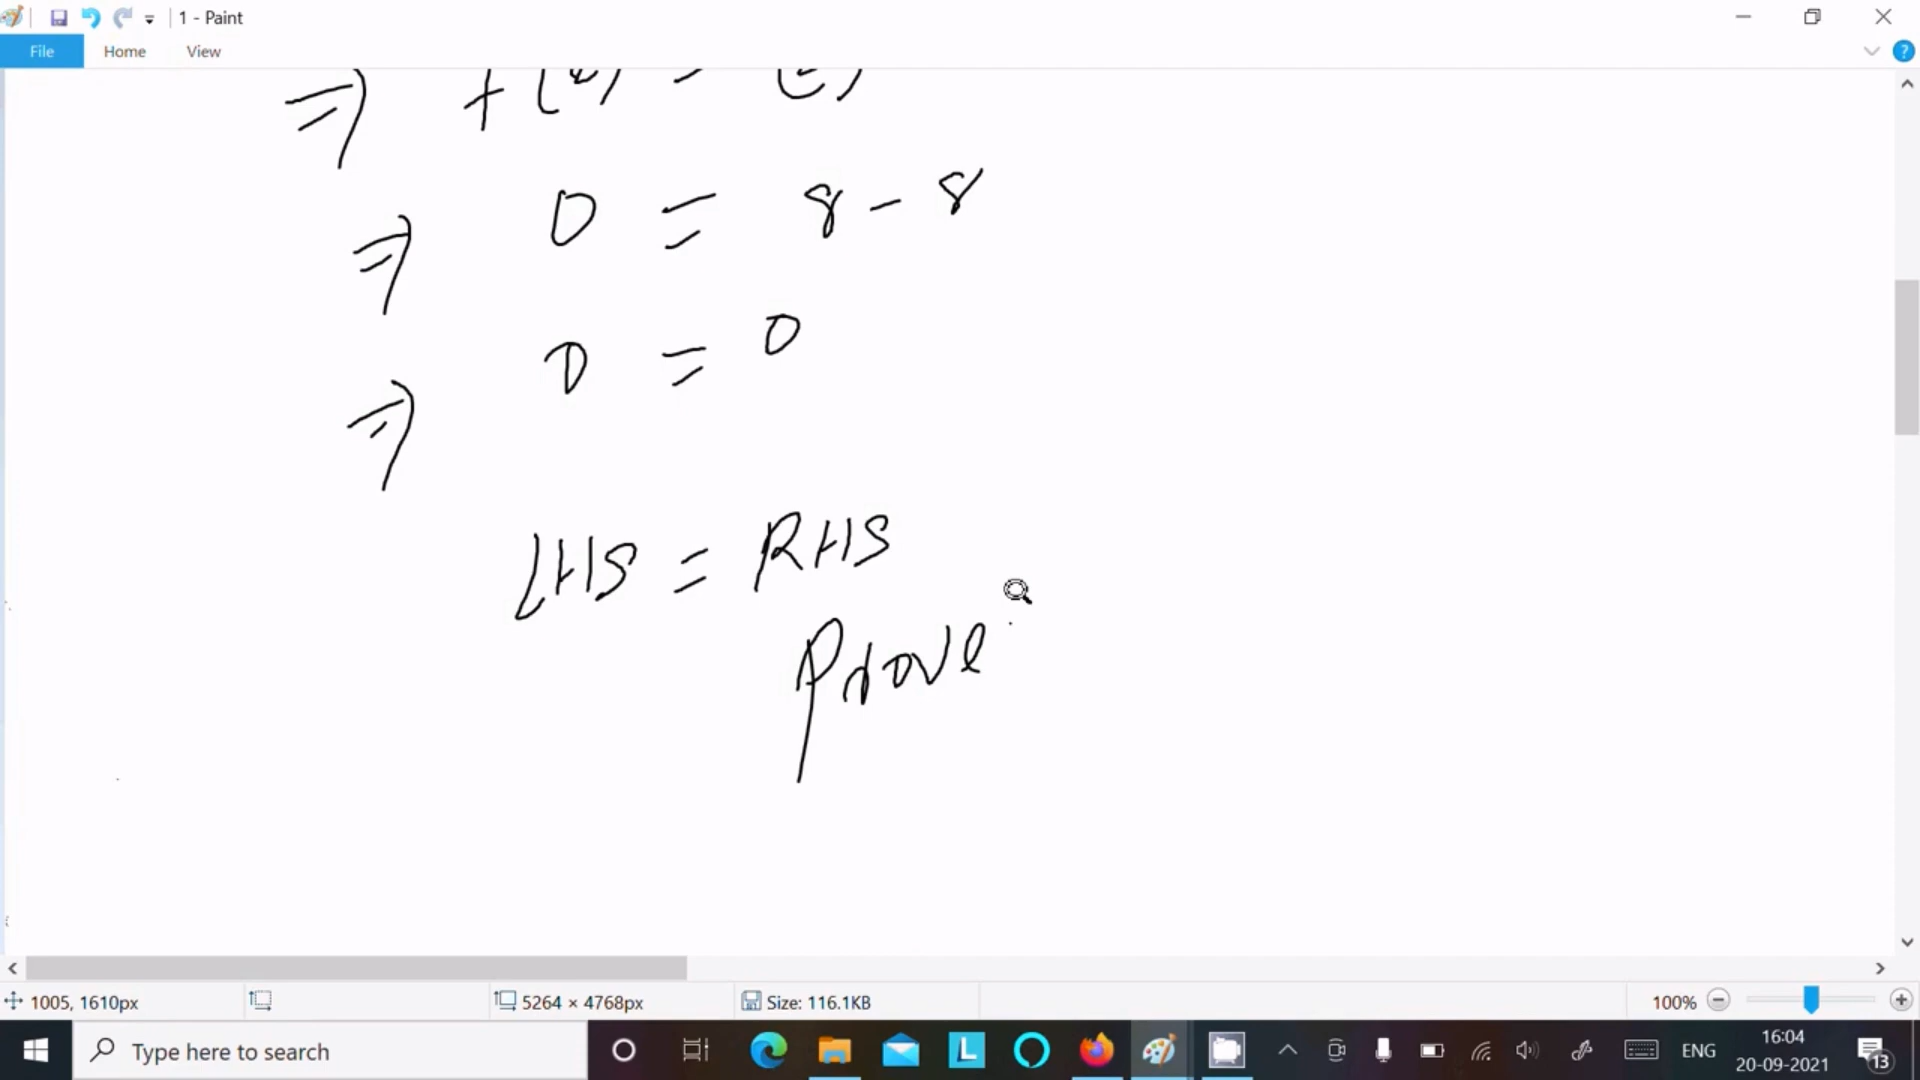 1 - Paint
File Home View
⇒
⇒ 0 = 8 - 8
0 = 0
⇒
LHS = RHS
Prove
1005, 1610px
5264 × 4768px
Size: 116.1KB
100%
Type here to search
L
ENG
16:04
20-09-2021
13